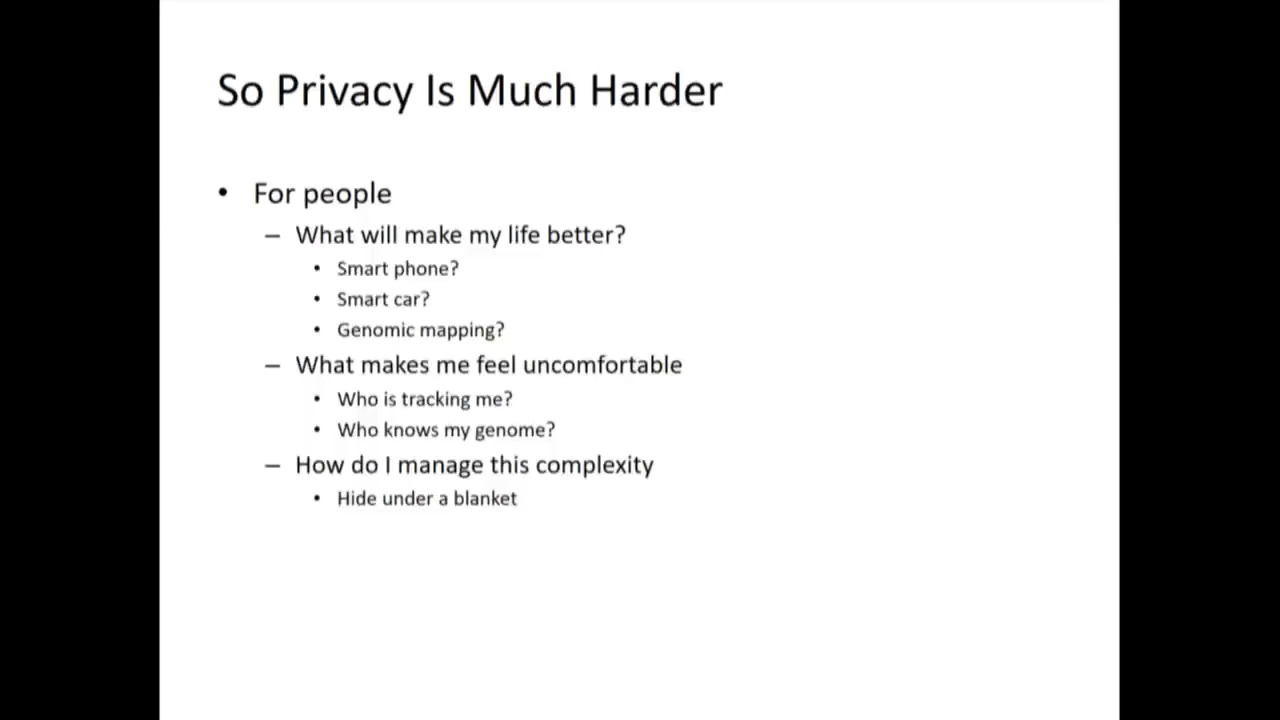 So Privacy Is Much Harder
• For people
– What will make my life better?
• Smart phone?
• Smart car?
• Genomic mapping?
– What makes me feel uncomfortable
• Who is tracking me?
• Who knows my genome?
– How do I manage this complexity
• Hide under a blanket